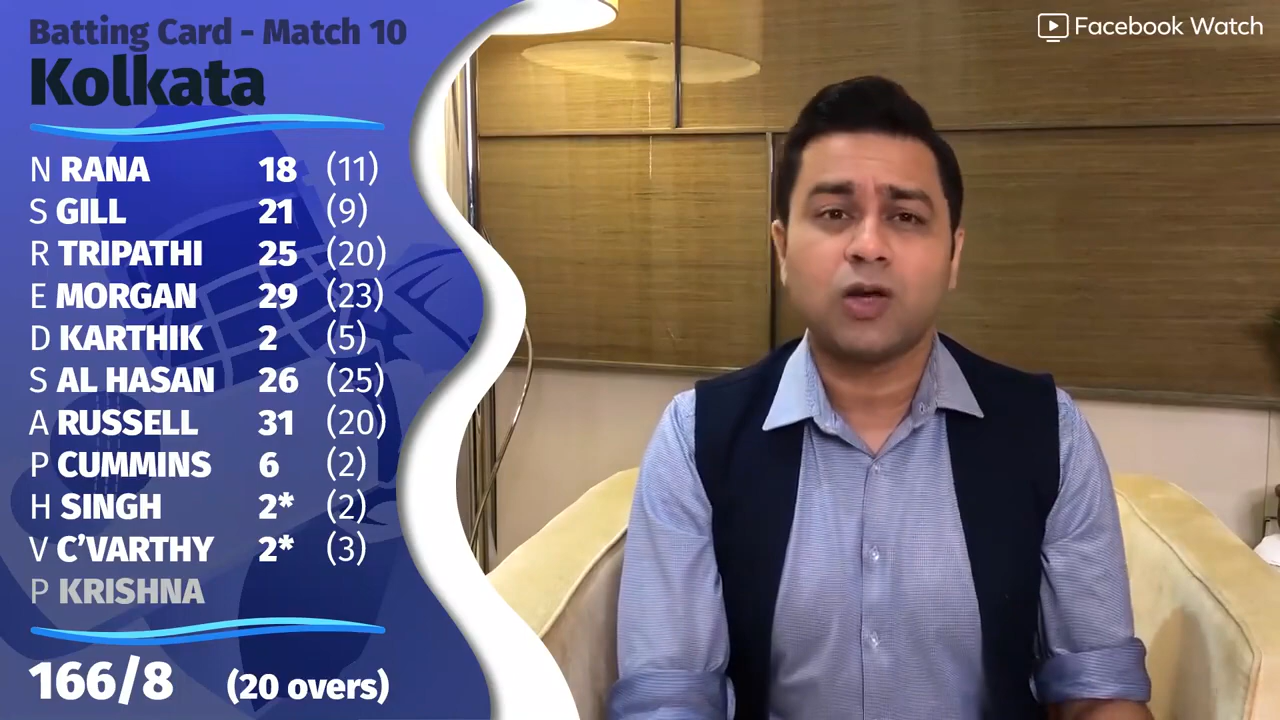 Batting Card - Match 10
Kolkata
Facebook Watch
N RANA 18 (11)
S GILL 21 (9)
R TRIPATHI 25 (20)
E MORGAN 29 (23)
D KARTHIK 2 (5)
S AL HASAN 26 (25)
A RUSSELL 31 (20)
P CUMMINS 6 (2)
H SINGH 2* (2)
V C'VARTHY 2* (3)
P KRISHNA
166/8 (20 overs)